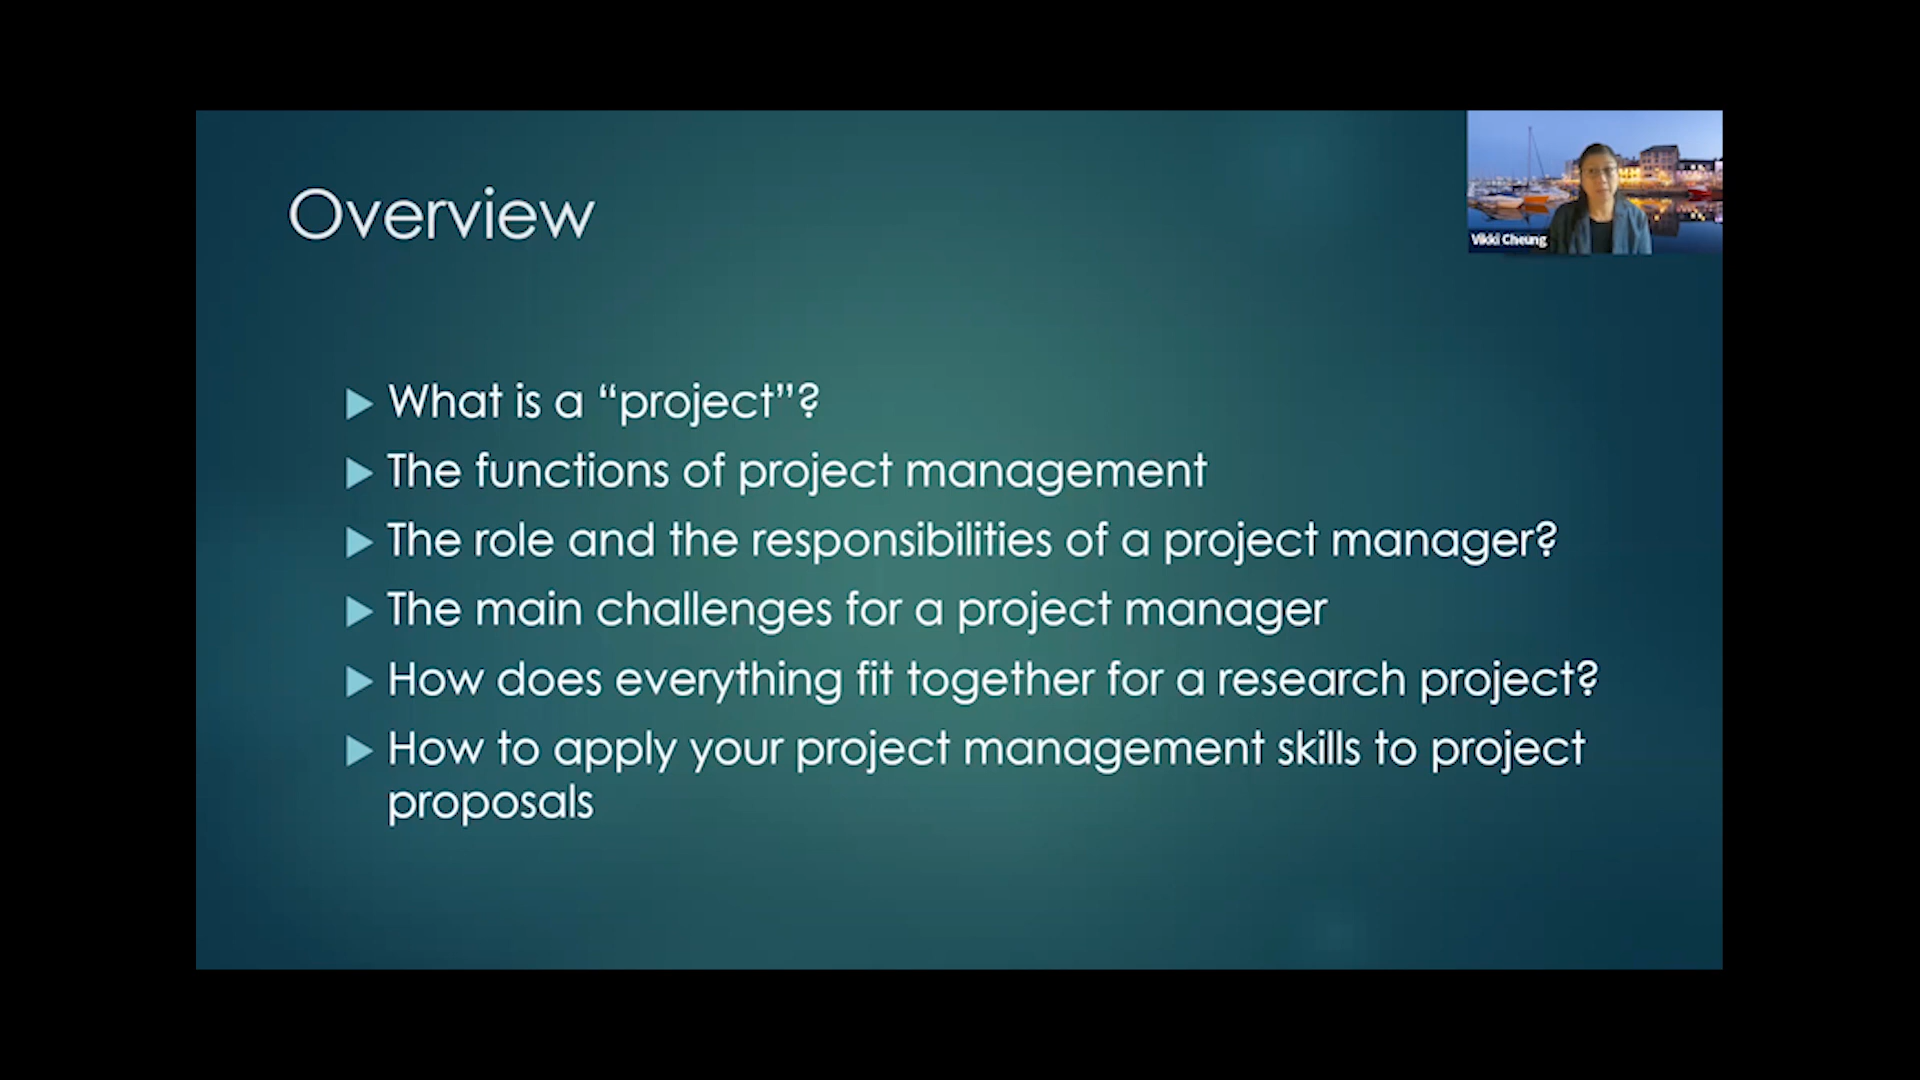 Overview
Vikki Cheung
What is a “project”?
The functions of project management
The role and the responsibilities of a project manager?
The main challenges for a project manager
How does everything fit together for a research project?
How to apply your project management skills to project
proposals